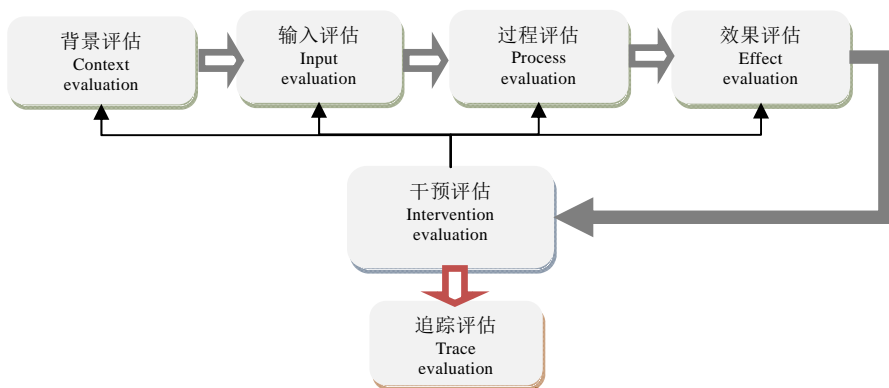 背景评估
Context
evaluation
输入评估
Input
evaluation
过程评估
Process
evaluation
效果评估
Effect
evaluation
干预评估
Intervention
evaluation
追踪评估
Trace
evaluation